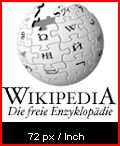 WIKIPEDIA
Die freie Enzyklopädie
72 px / Inch